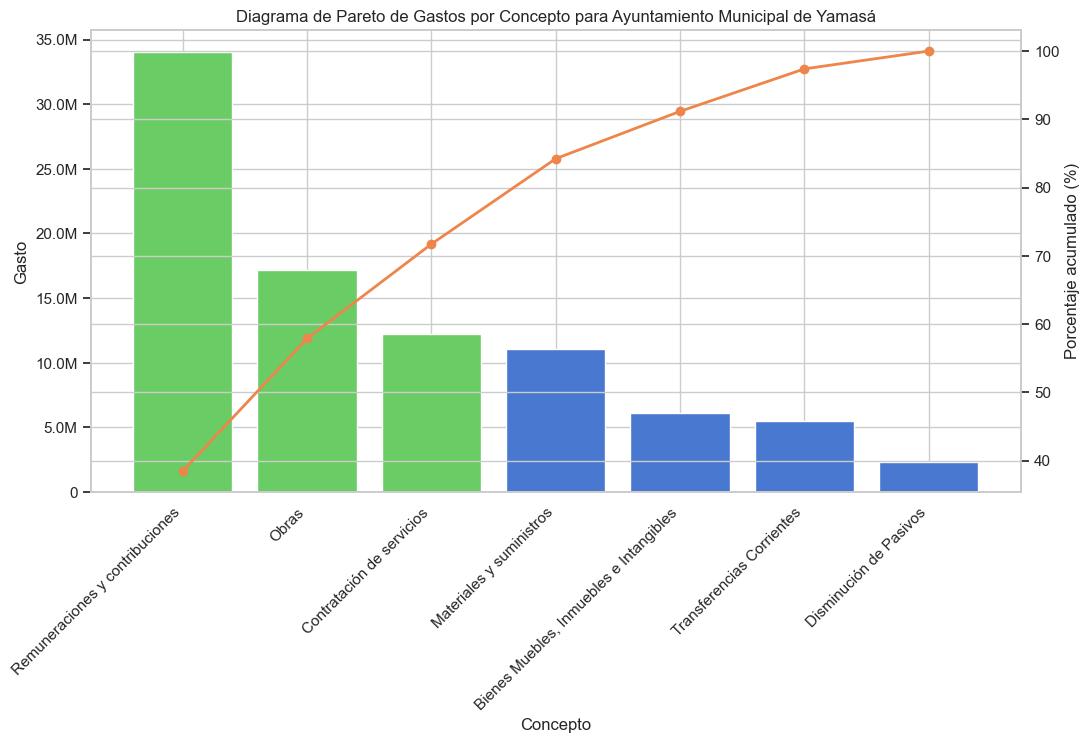 Diagrama de Pareto de Gastos por Concepto para Ayuntamiento Municipal de Yamasá
35.0M
30.0M
25.0M
20.0M
15.0M
10.0M
5.0M
0
Gasto
100
90
80
70
60
50
40
Porcentaje acumulado (%)
Remuneraciones y contribuciones
Obras
Contratación de servicios
Materiales y suministros
Bienes Muebles, Inmuebles e Intangibles
Transferencias Corrientes
Disminución de Pasivos
Concepto